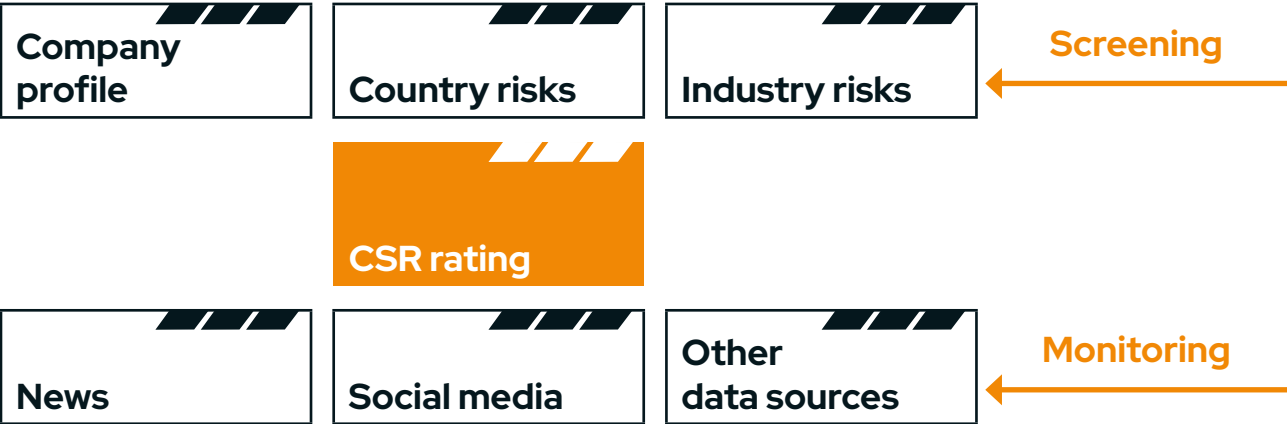 Company
profile
Country risks
Industry risks
Screening
CSR rating
News
Social media
Other
data sources
Monitoring